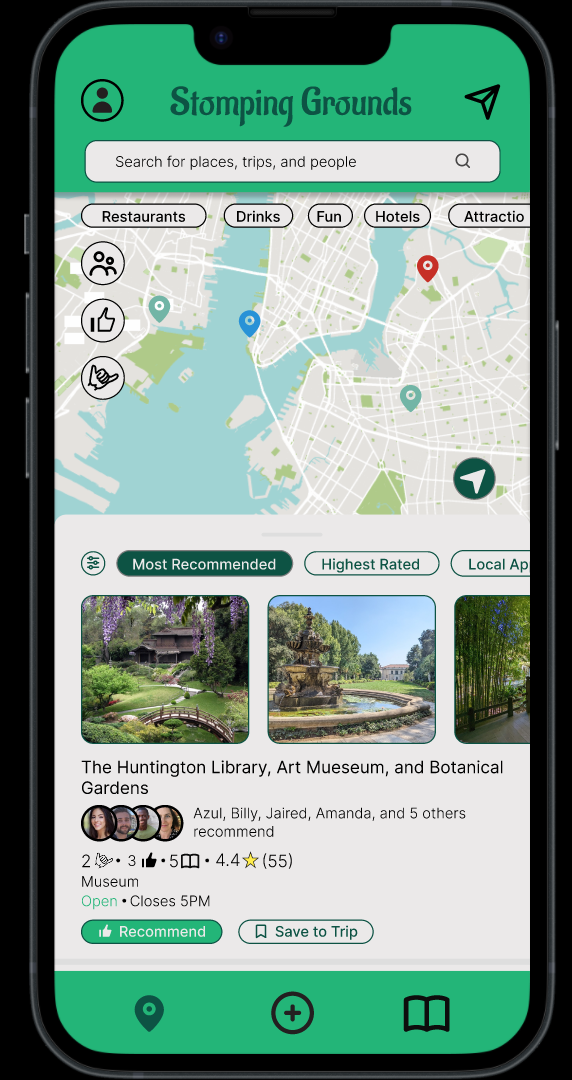 Stomping Grounds
Search for places, trips, and people
Restaurants Drinks Fun Hotels Attractio
Most Recommended Highest Rated Local Ap
The Huntington Library, Art Mueseum, and Botanical
Gardens
Azul, Billy, Jaired, Amanda, and 5 others
recommend
2 • 3 • 5 • 4.4 (55)
Museum
Open • Closes 5PM
Recommend Save to Trip